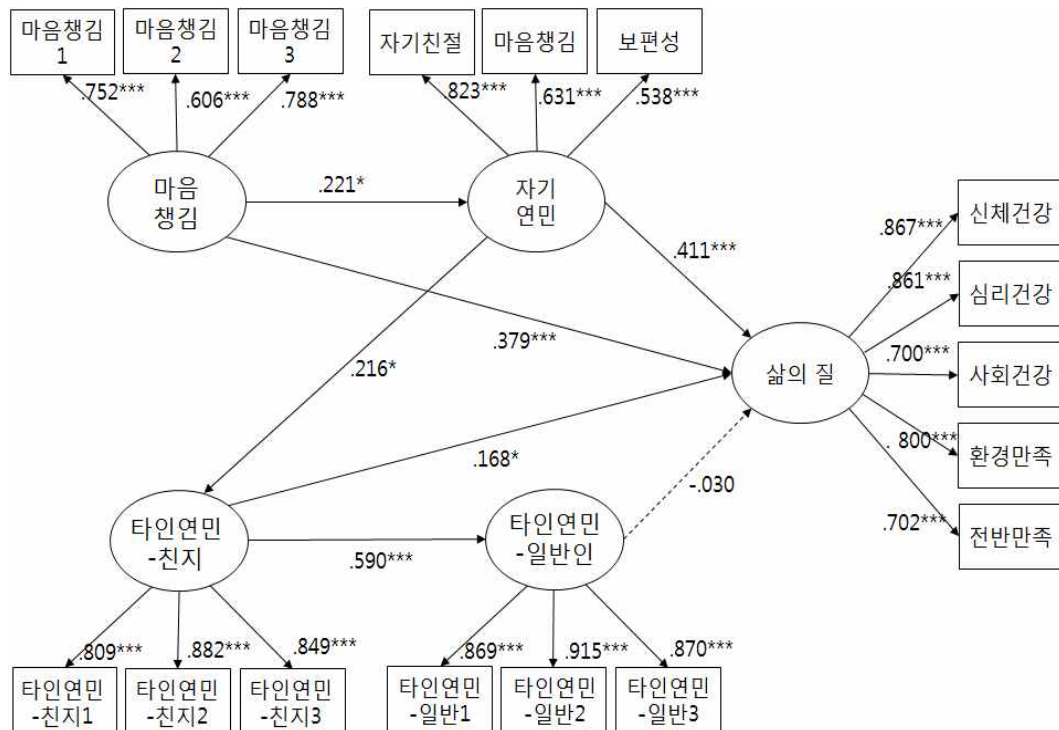 마음챙김
1
마음챙김
2
마음챙김
3
자기친절
마음챙김
보편성
.752***
.606***
.788***
.823***
.631***
.538***
마음
챙김
.221*
자기
연민
신체건강
.867***
.411***
심리건강
.861***
.379***
.700***
사회건강
삶의 질
.216*
. 800***
환경만족
.168*
-.030
.702***
전반만족
타인연민
-친지
.590***
타인연민
-일반인
.809***
.882***
.849***
.869***
.915***
.870***
타인연민
-친지1
타인연민
-친지2
타인연민
-친지3
타인연민
-일반1
타인연민
-일반2
타인연민
-일반3